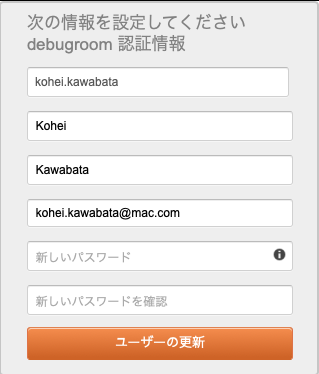 次の情報を設定してください
debugroom 認証情報
kohei.kawabata
Kohei
Kawabata
kohei.kawabata@mac.com
新しいパスワード
新しいパスワードを確認
ユーザーの更新